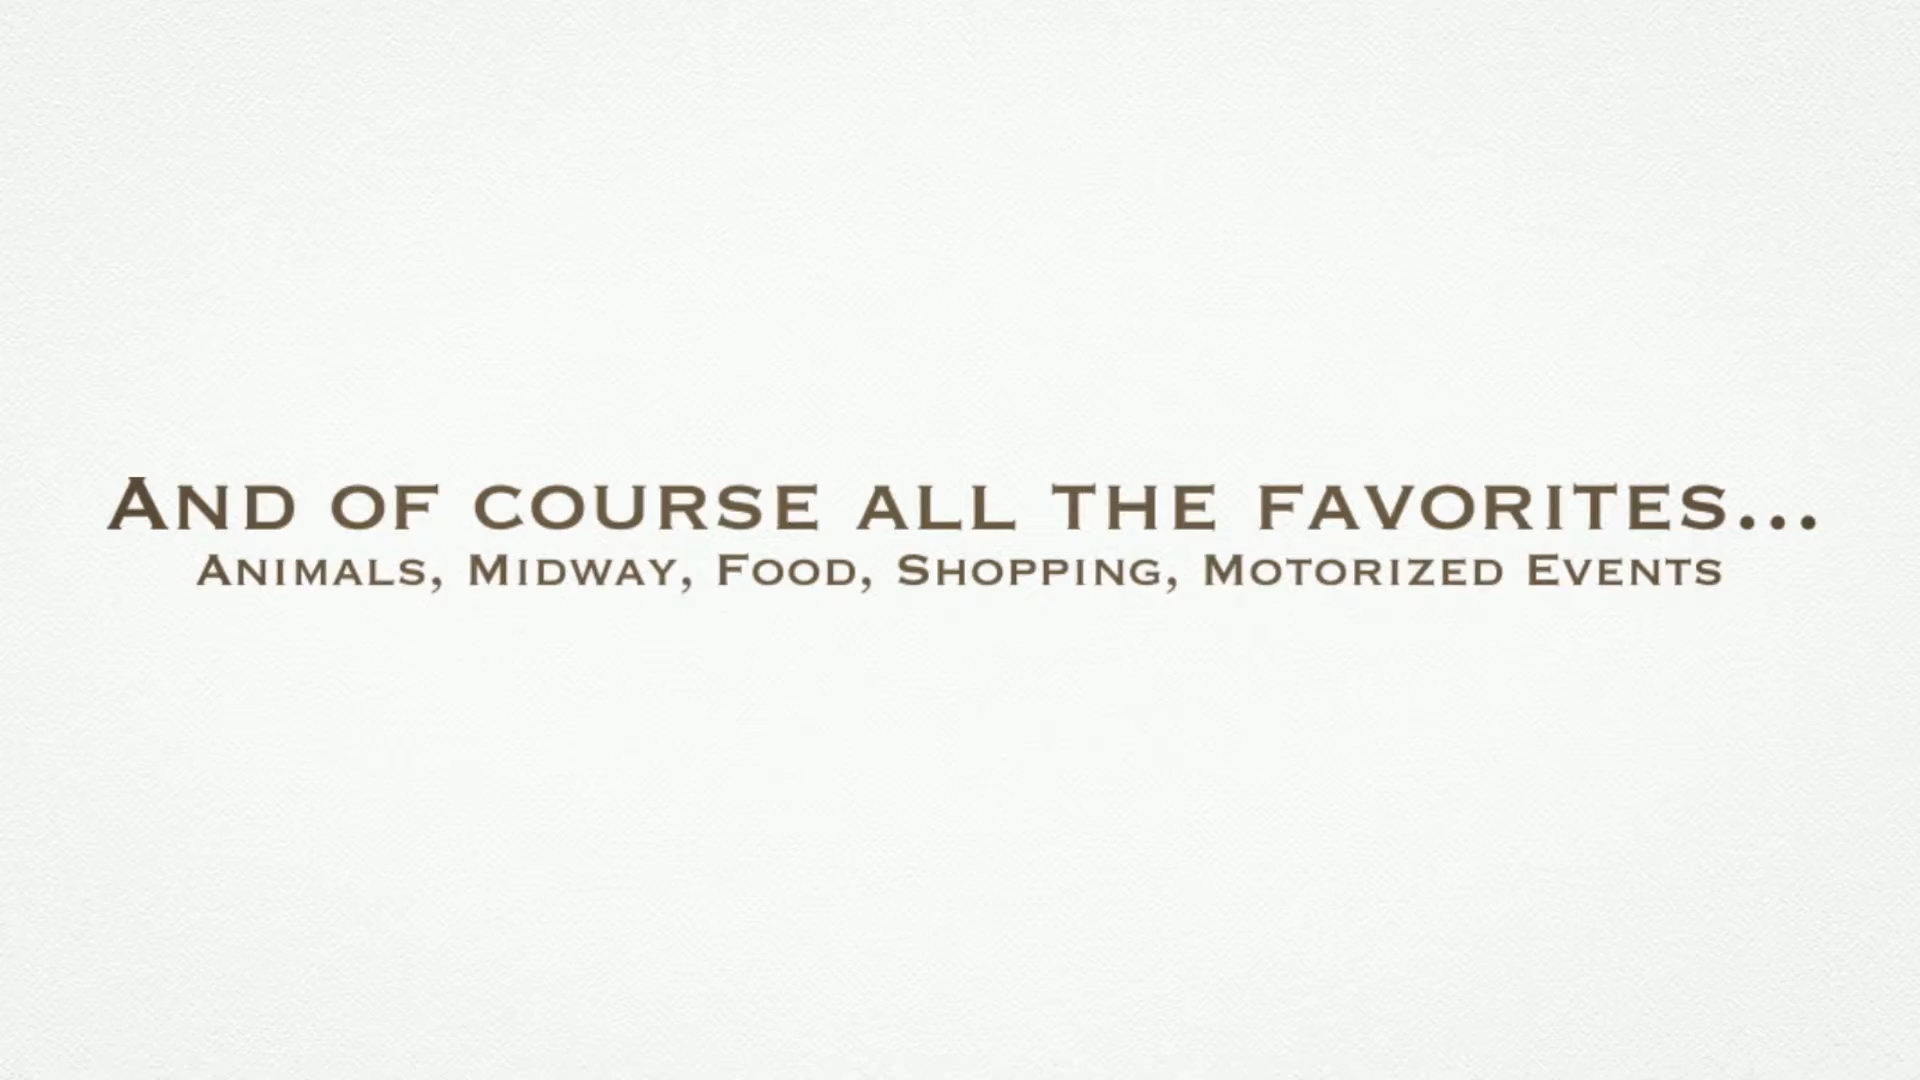 And of course all the favorites...
Animals, Midway, Food, Shopping, Motorized Events